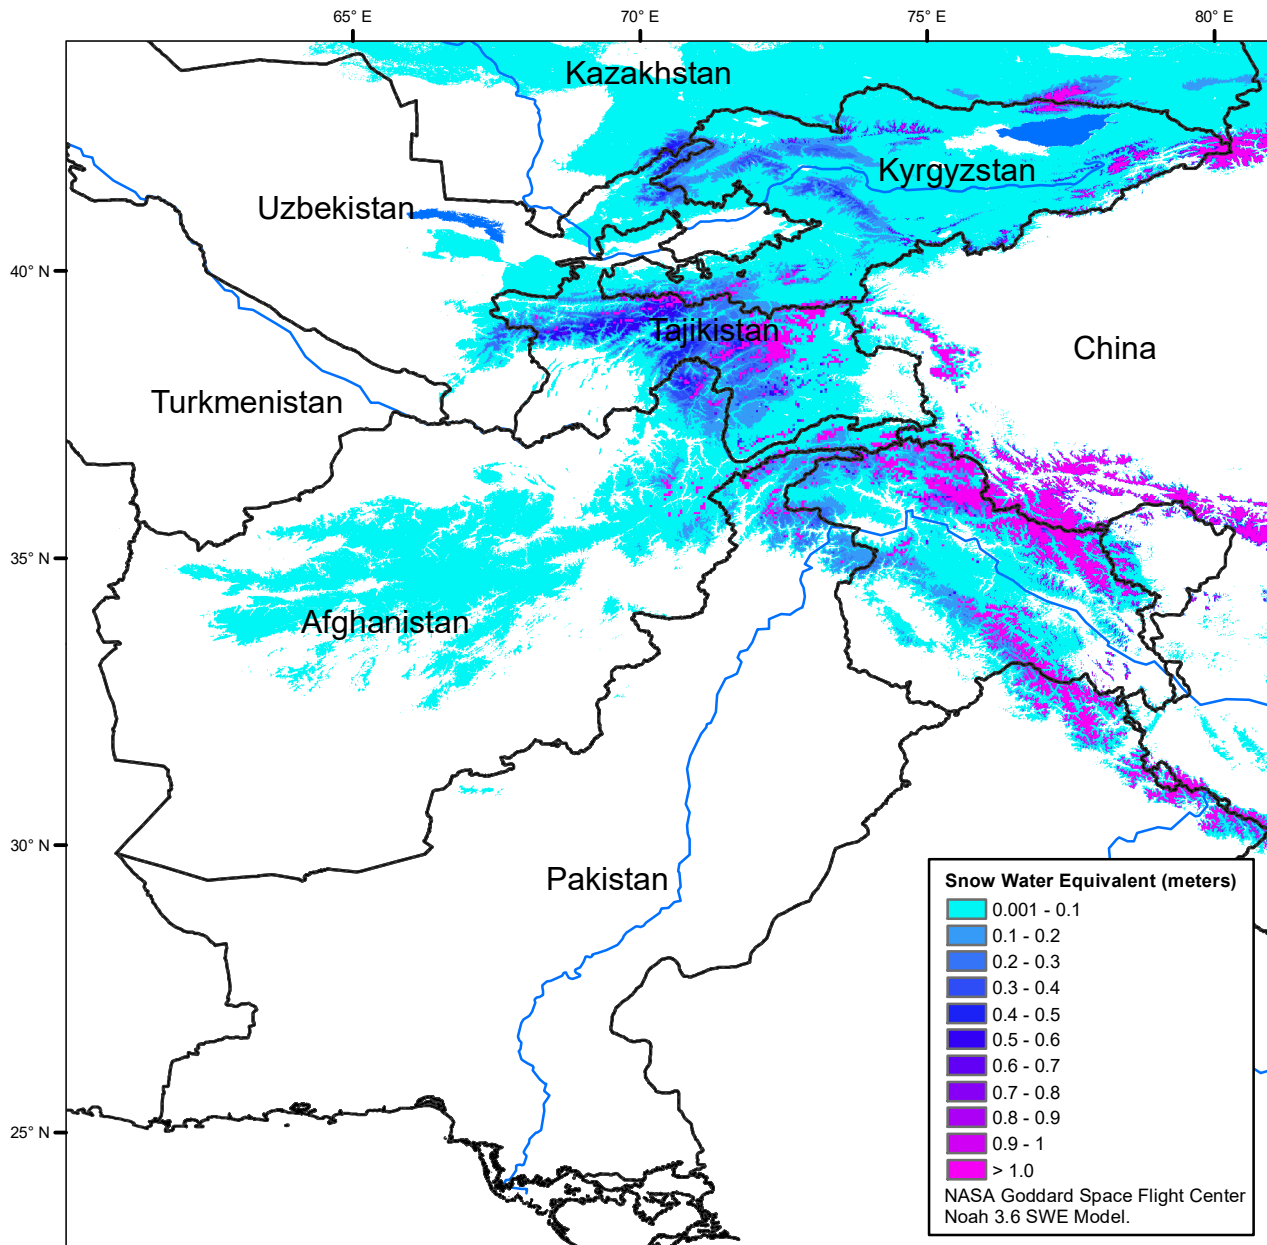 65° E
70° E
75° E
80° E
Kazakhstan
Kyrgyzstan
Uzbekistan
40° N
Tajikistan
China
Turkmenistan
35° N
Afghanistan
30° N
Pakistan
25° N
Snow Water Equivalent (meters)
0.001 - 0.1
0.1 - 0.2
0.2 - 0.3
0.3 - 0.4
0.4 - 0.5
0.5 - 0.6
0.6 - 0.7
0.7 - 0.8
0.8 - 0.9
0.9 - 1
> 1.0
NASA Goddard Space Flight Center
Noah 3.6 SWE Model.